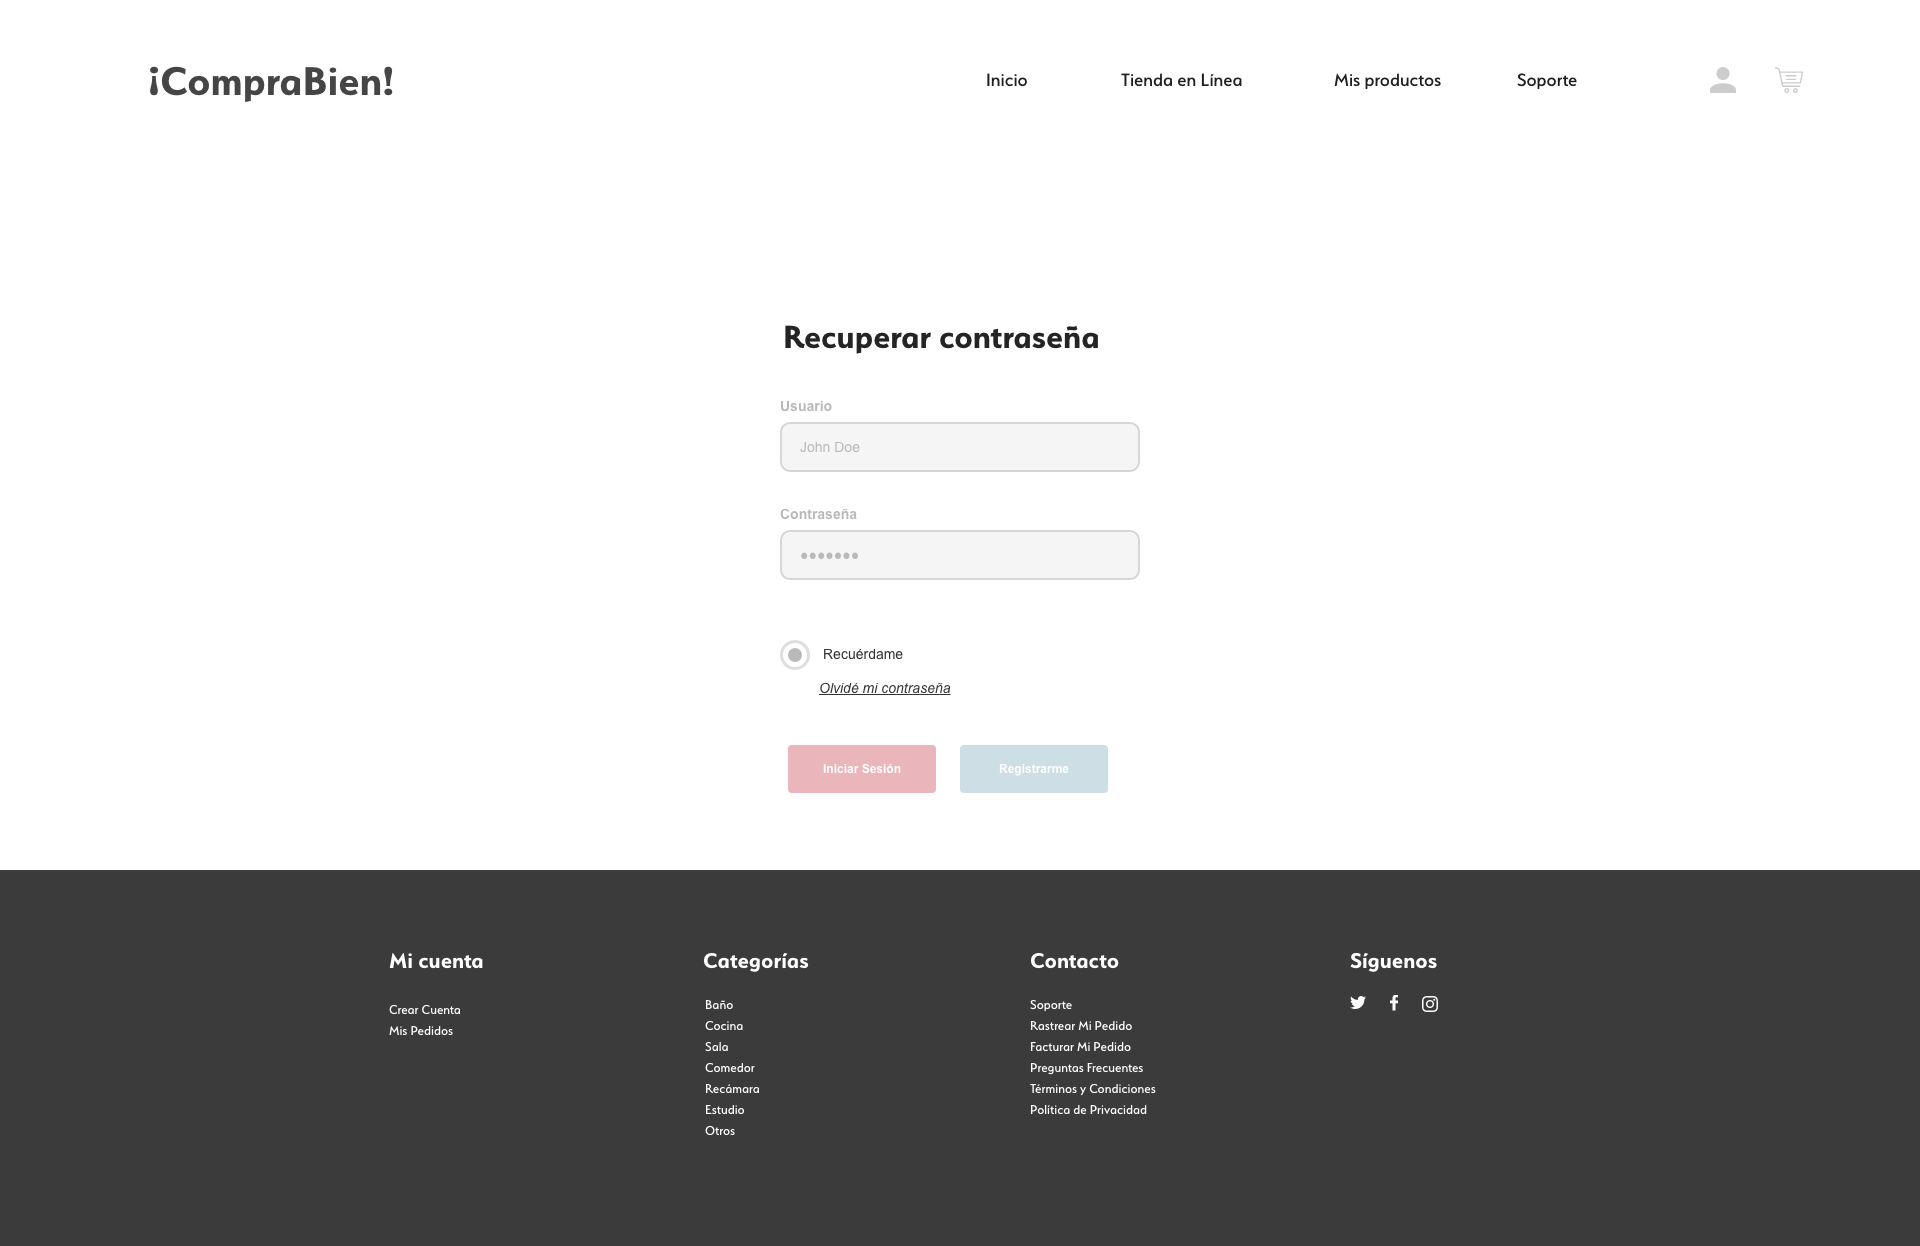 ¡CompraBien!
Inicio
Tienda en Línea
Mis productos
Soporte
Recuperar contraseña
Usuario
John Doe
Contraseña
•••••••
Recuérdame
Olvidé mi contraseña
Iniciar Sesión
Registrarme
Mi cuenta
Crear Cuenta
Mis Pedidos
Categorías
Baño
Cocina
Sala
Comedor
Recámara
Estudio
Otros
Contacto
Soporte
Rastrear Mi Pedido
Facturar Mi Pedido
Preguntas Frecuentes
Términos y Condiciones
Política de Privacidad
Síguenos